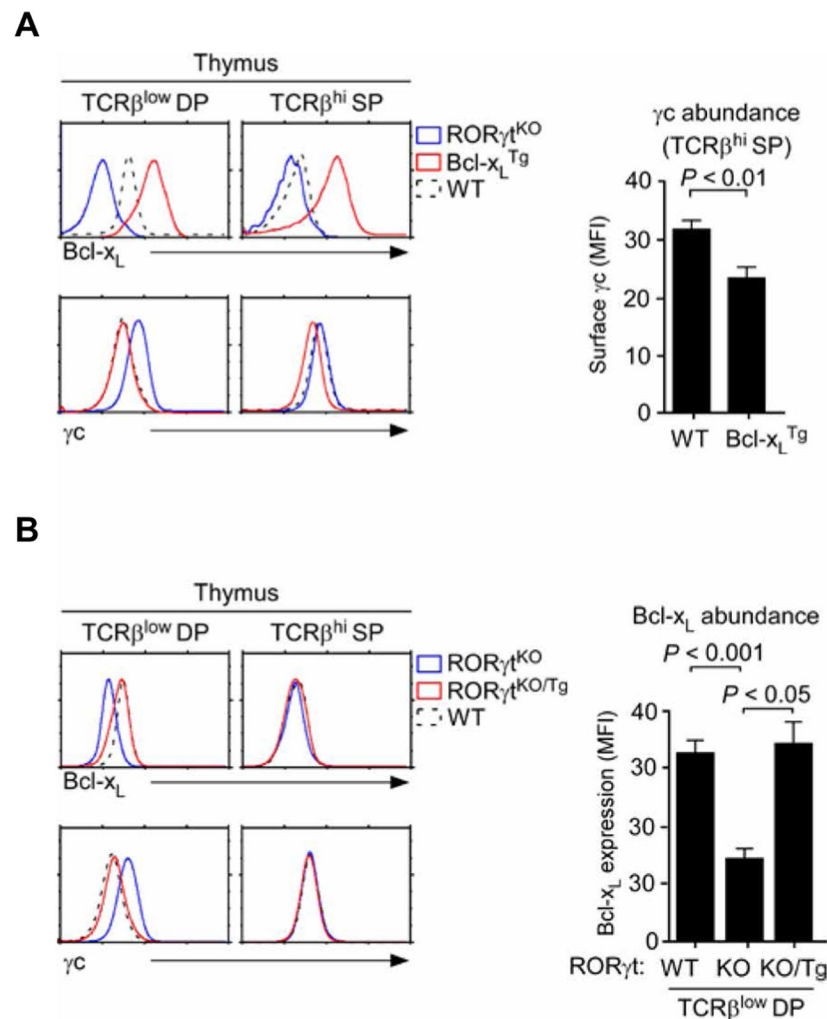 A
Thymus
TCRβlow DP
TCRβhi SP
RORγtKO
Bcl-xLTg
WT
Bcl-xL
γc
γc abundance
(TCRβhi SP)
P < 0.01
Surface γc (MFI)
40
30
20
10
0
WT Bcl-xLTg
B
Thymus
TCRβlow DP
TCRβhi SP
RORγtKO
RORγtKO/Tg
WT
Bcl-xL
γc
Bcl-xL abundance
P < 0.001
P < 0.05
Bcl-xL expression (MFI)
40
30
30
30
0
RORγt: WT KO KO/Tg
TCRβlow DP